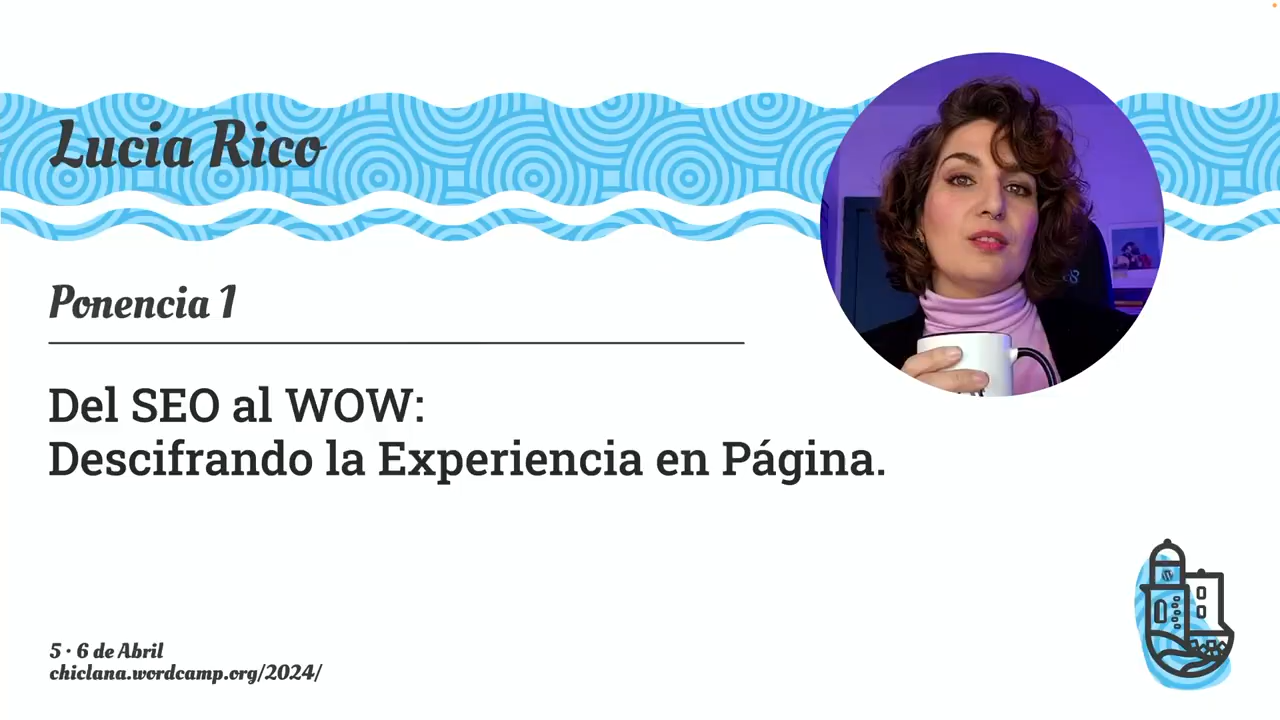 Lucia Rico
Ponencia 1
Del SEO al WOW:
Descifrando la Experiencia en Página.
5 · 6 de Abril
chiclana.wordcamp.org/2024/